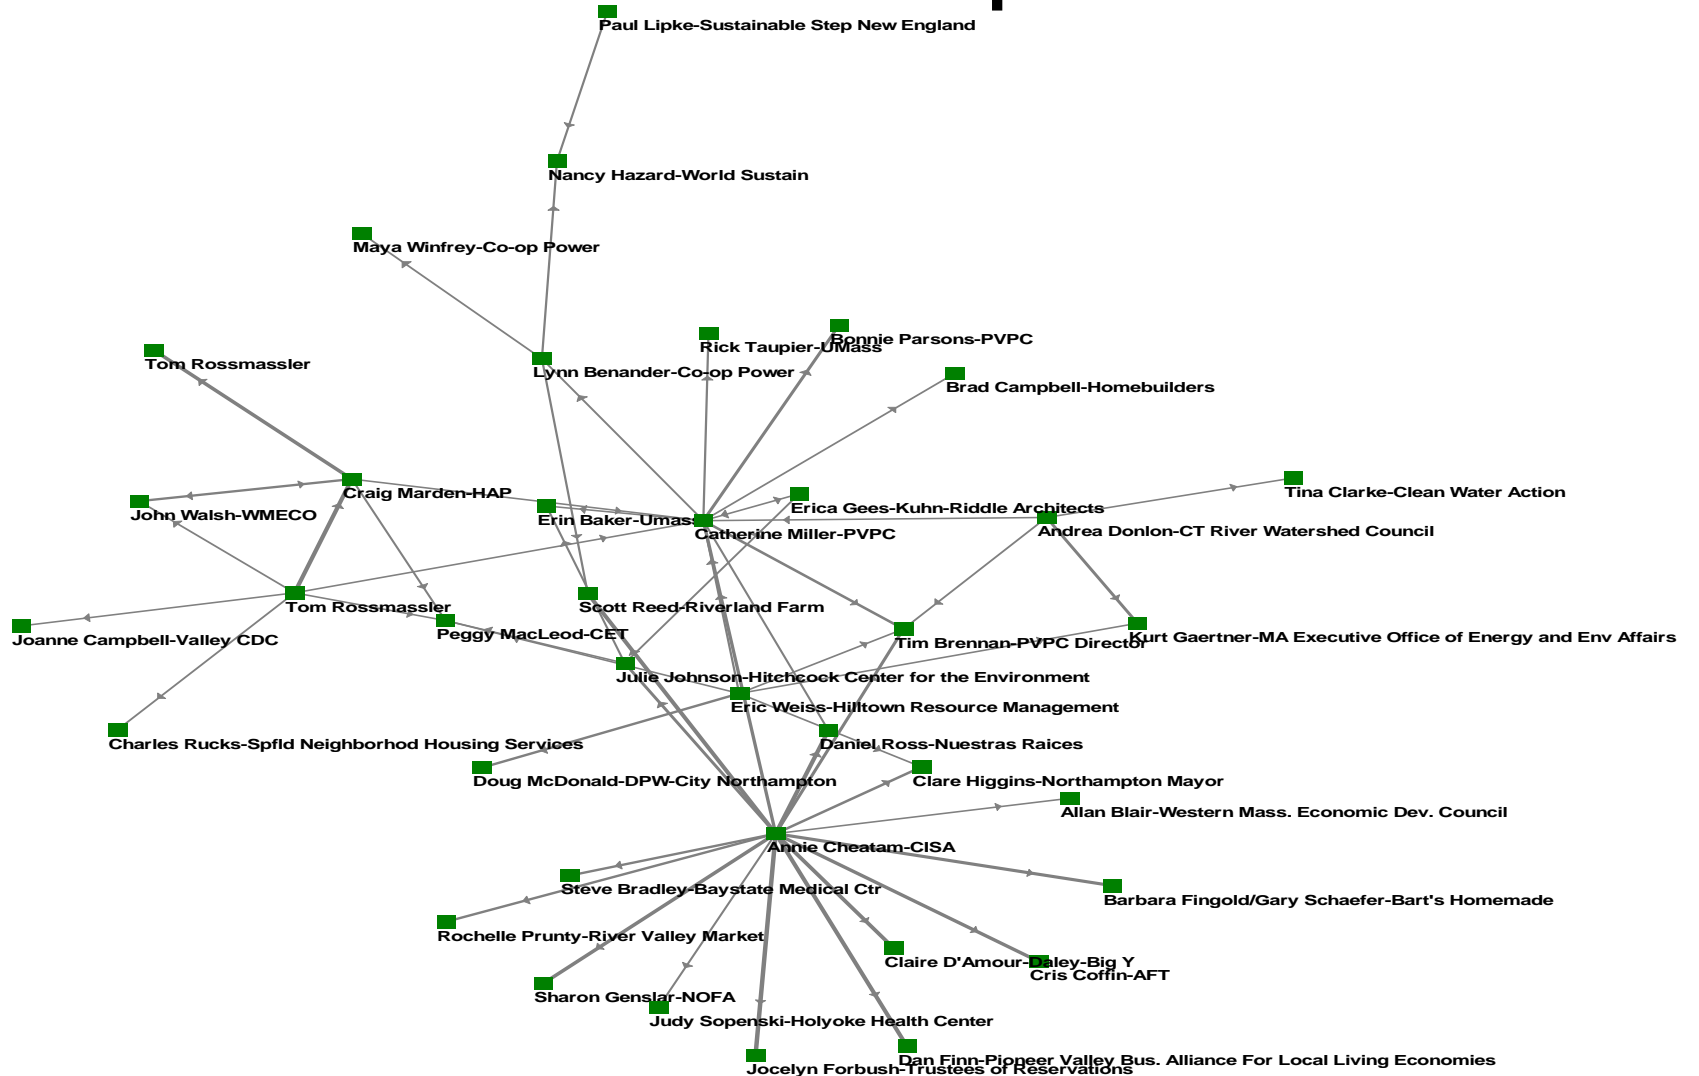 Paul Lipke-Sustainable Step New England
Nancy Hazard-World Sustain
Maya Winfrey-Co-op Power
Bonnie Parsons-PVPC
Rick Taupier-UMass
Tom Rossmassler
Lynn Benander-Co-op Power
Brad Campbell-Homebuilders
Craig Marden-HAP
Tina Clarke-Clean Water Action
Erica Gees-Kuhn-Riddle Architects
John Walsh-WMECO
Erin Baker-Umass
Catherine Miller-PVPC
Andrea Donlon-CT River Watershed Council
Tom Rossmassler
Scott Reed-Riverland Farm
Peggy MacLeod-CET
Joanne Campbell-Valley CDC
Tim Brennan-PVPC Director
Kurt Gaertner-MA Executive Office of Energy and Env Affairs
Julie Johnson-Hitchcock Center for the Environment
Eric Weiss-Hilltown Resource Management
Charles Rucks-Spfld Neighborhod Housing Services
Daniel Ross-Nuestras Raices
Doug McDonald-DPW-City Northampton
Clare Higgins-Northampton Mayor
Allan Blair-Western Mass. Economic Dev. Council
Annie Cheatam-CISA
Steve Bradley-Baystate Medical Ctr
Barbara Fingold/Gary Schaefer-Bart's Homemade
Rochelle Prunty-River Valley Market
Claire D'Amour-Daley-Big Y
Cris Coffin-AFT
Sharon Genslar-NOFA
Judy Sopenski-Holyoke Health Center
Dan Finn-Pioneer Valley Bus. Alliance For Local Living Economies
Jocelyn Forbush-Trustees of Reservations